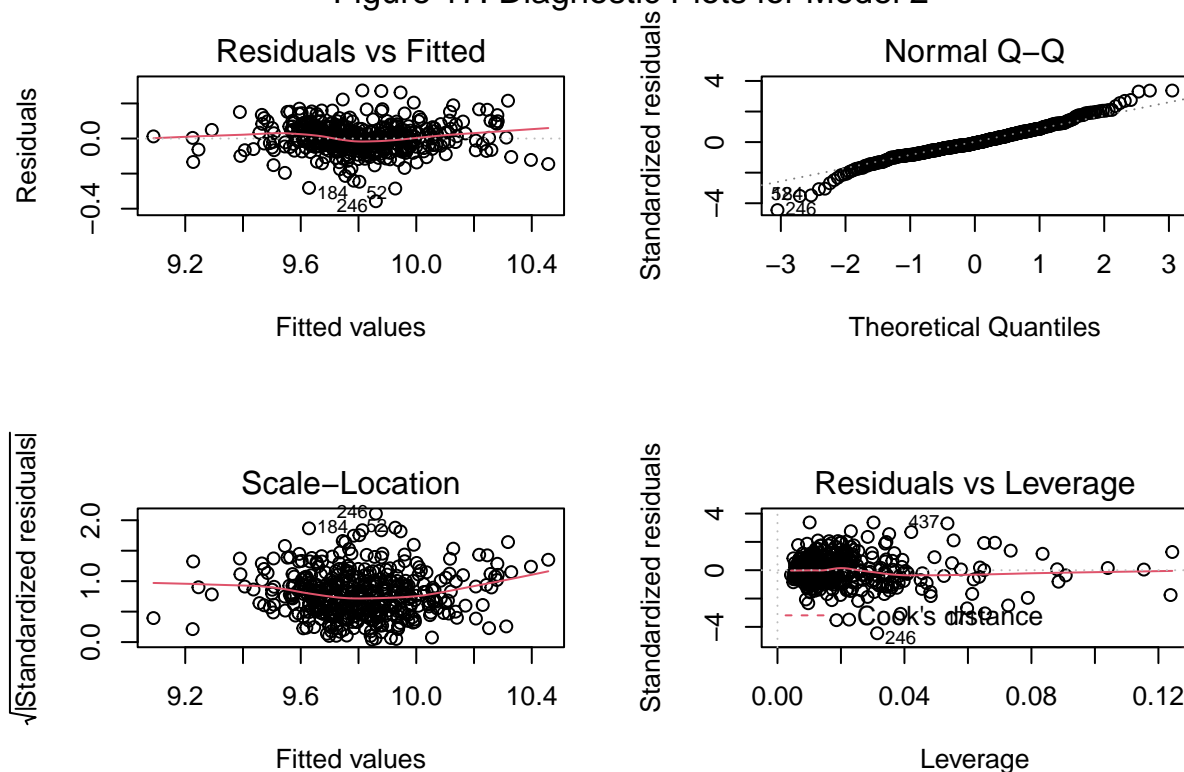 Figure 17: Diagnostic Plots for Model 2
Residuals vs Fitted
Residuals
0.0
−0.4
184
52
246
9.2 9.6 10.0 10.4
Fitted values
Normal Q−Q
Standardized residuals
4
0
−4
246
−3 −2 −1 0 1 2 3
Theoretical Quantiles
Scale−Location
√|Standardized residuals|
2.0
1.0
0.0
246
184
52
9.2 9.6 10.0 10.4
Fitted values
Residuals vs Leverage
Standardized residuals
4
0
−4
437
Cook's distance
246
0.00 0.04 0.08 0.12
Leverage